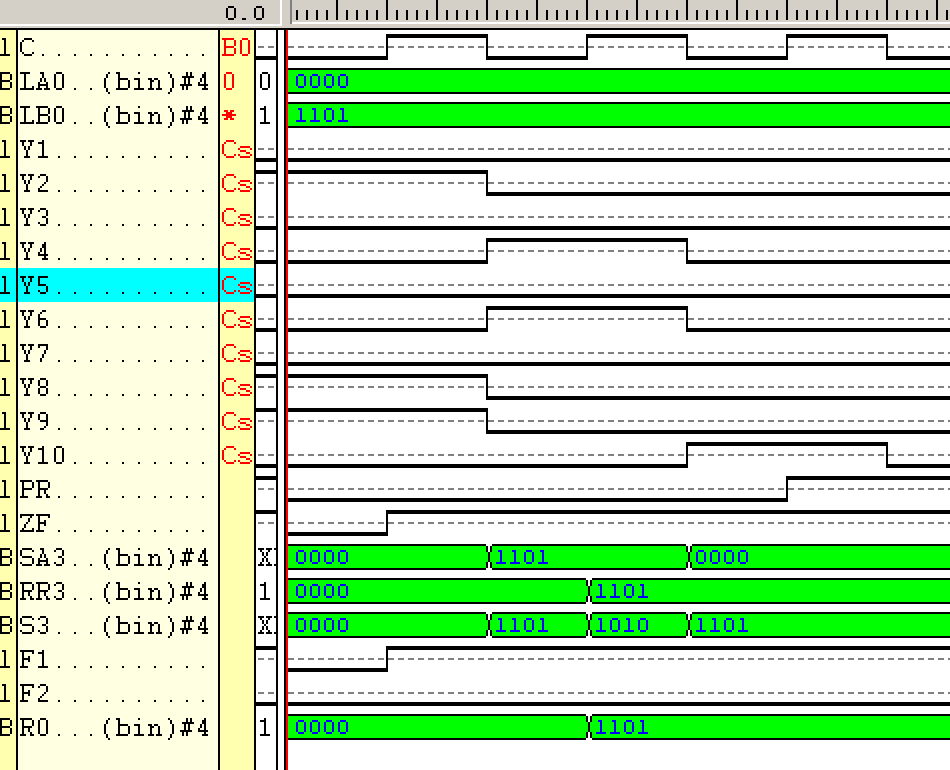 0.0
1 C........... B0
B LA0..(bin)#4 0 0 0000
B LB0..(bin)#4 * 1 1101
1 Y1.......... Cs
1 Y2.......... Cs
1 Y3.......... Cs
1 Y4.......... Cs
1 Y5.......... Cs
1 Y6.......... Cs
1 Y7.......... Cs
1 Y8.......... Cs
1 Y9.......... Cs
1 Y10......... Cs
1 PR..........
1 ZF..........
B SA3..(bin)#4 X 0000 1101 0000
B RR3..(bin)#4 1 0000 1101
B S3...(bin)#4 X 0000 1101 1010 1101
1 F1..........
1 F2..........
B R0...(bin)#4 1 0000 1101